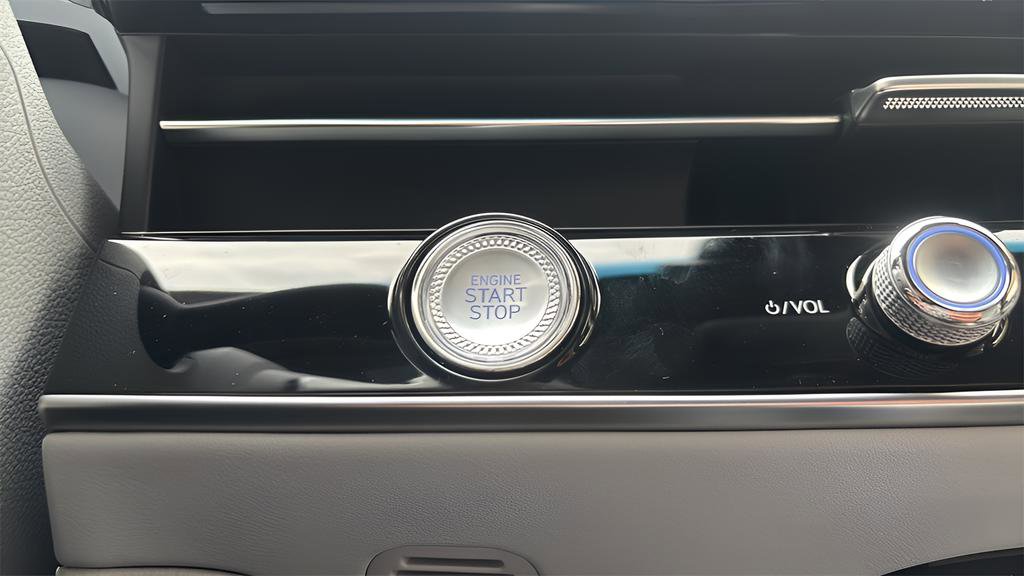 ENGINE
START
STOP
⏻/VOL